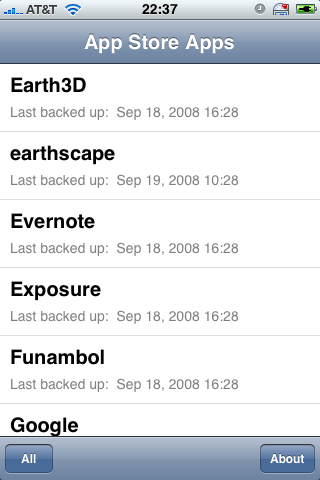 AT&T 22:37
App Store Apps
Earth3D
Last backed up: Sep 18, 2008 16:28
earthscape
Last backed up: Sep 19, 2008 10:28
Evernote
Last backed up: Sep 18, 2008 16:28
Exposure
Last backed up: Sep 18, 2008 16:28
Funambol
Last backed up: Sep 18, 2008 16:28
Google
All About